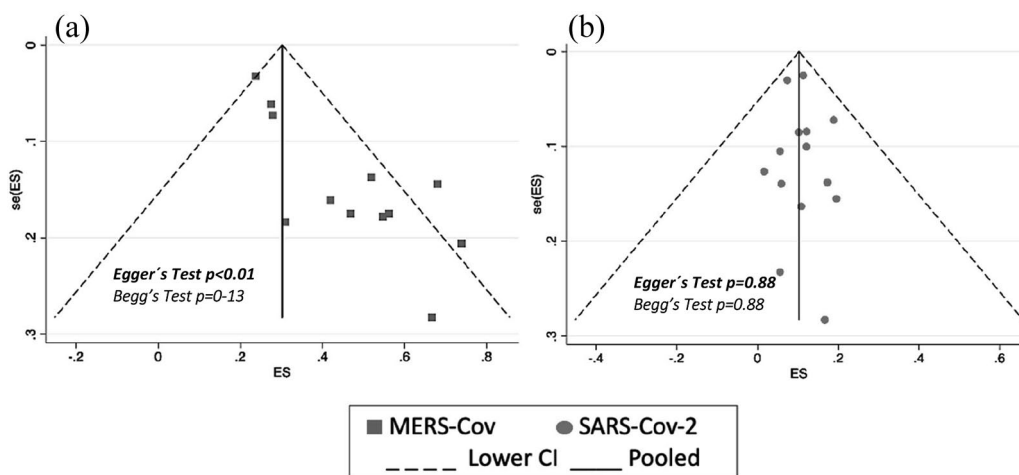 (a)
0
.1
.2
.3
se(ES)
Egger´s Test p<0.01
Begg's Test p=0-13
-.2 0 .2 .4 .6 .8
ES
(b)
0
.1
.2
.3
se(ES)
Egger´s Test p=0.88
Begg's Test p=0.88
-.4 -.2 0 .2 .4 .6
ES
MERS-Cov SARS-Cov-2
Lower CI Pooled